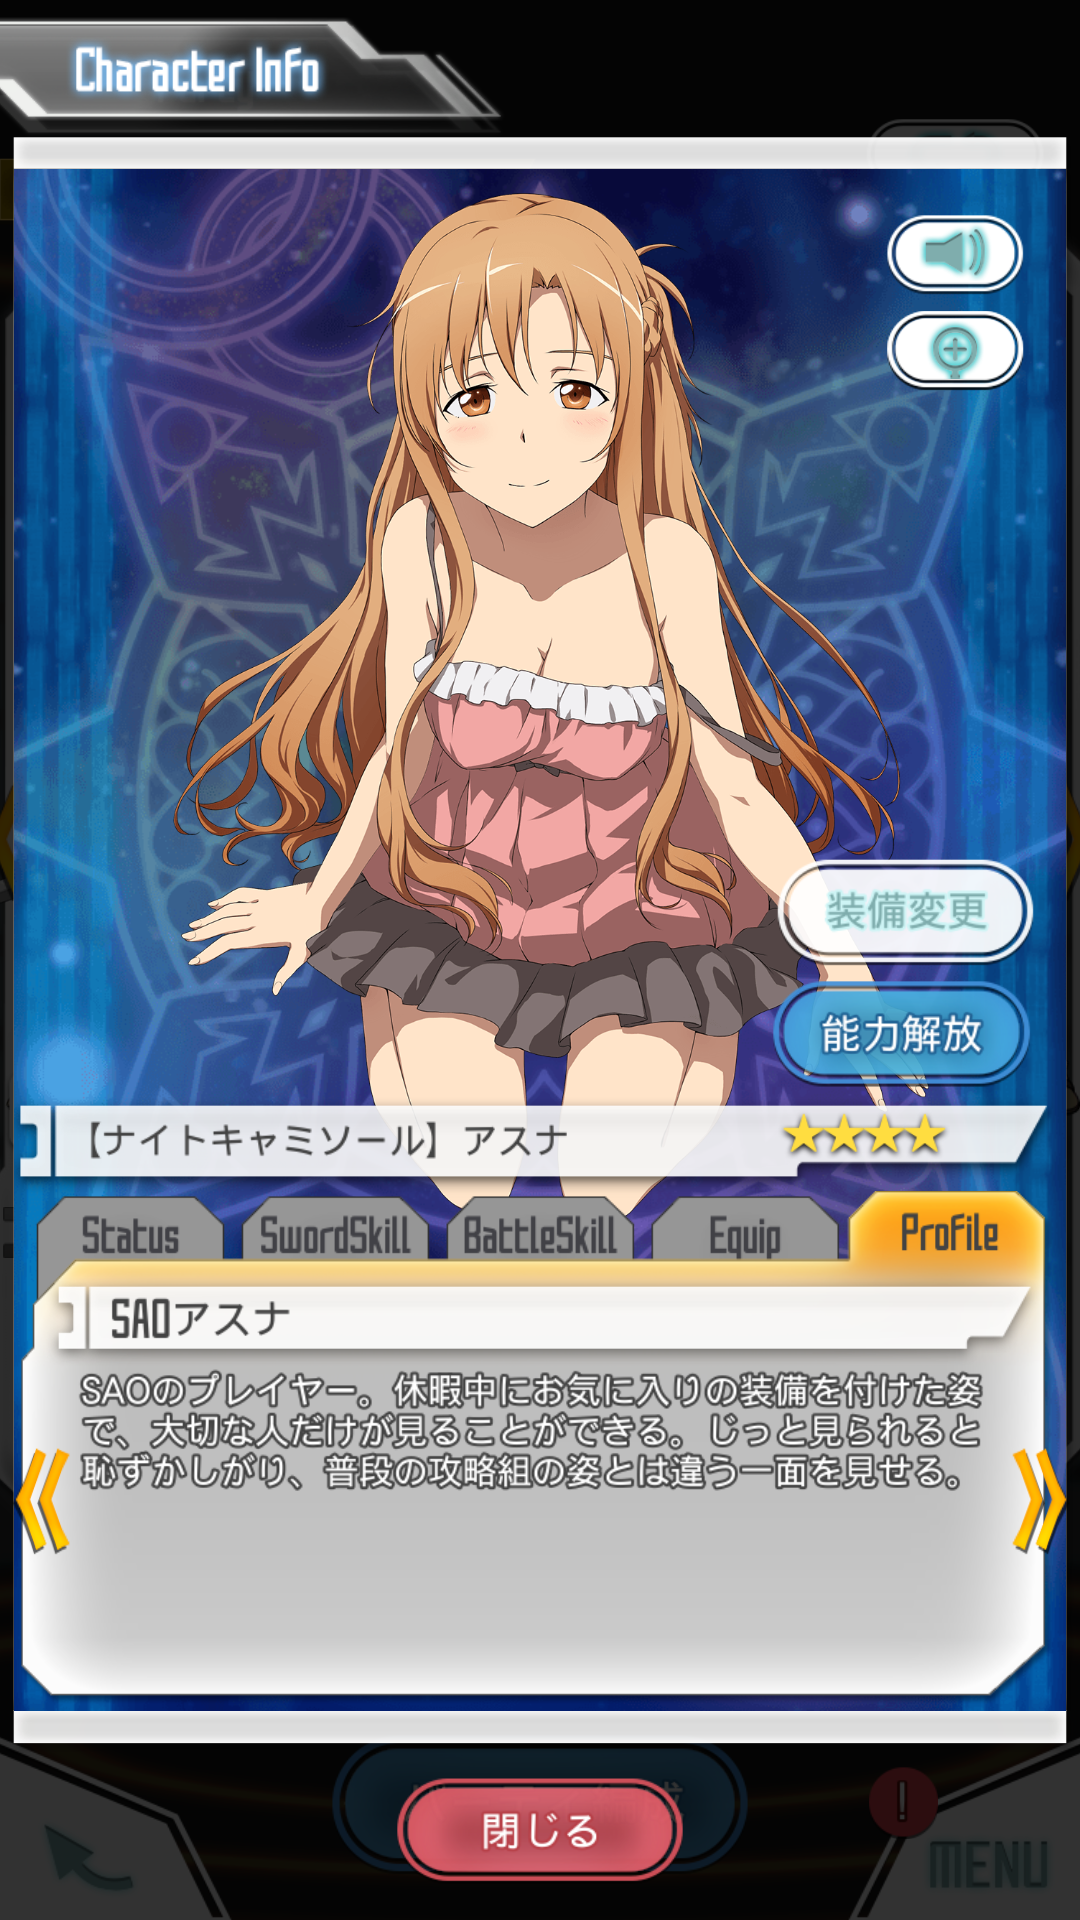 Character Info
装備変更
能力解放
【ナイトキャミソール】アスナ ★★★★
Status SwordSkill BattleSkill Equip Profile
SAOアスナ
SAOのプレイヤー。休暇中にお気に入りの装備を付けた姿
で、大切な人だけが見ることができる。じっと見られると
恥ずかしがり、普段の攻略組の姿とは違う一面を見せる。
閉じる
!
MENU